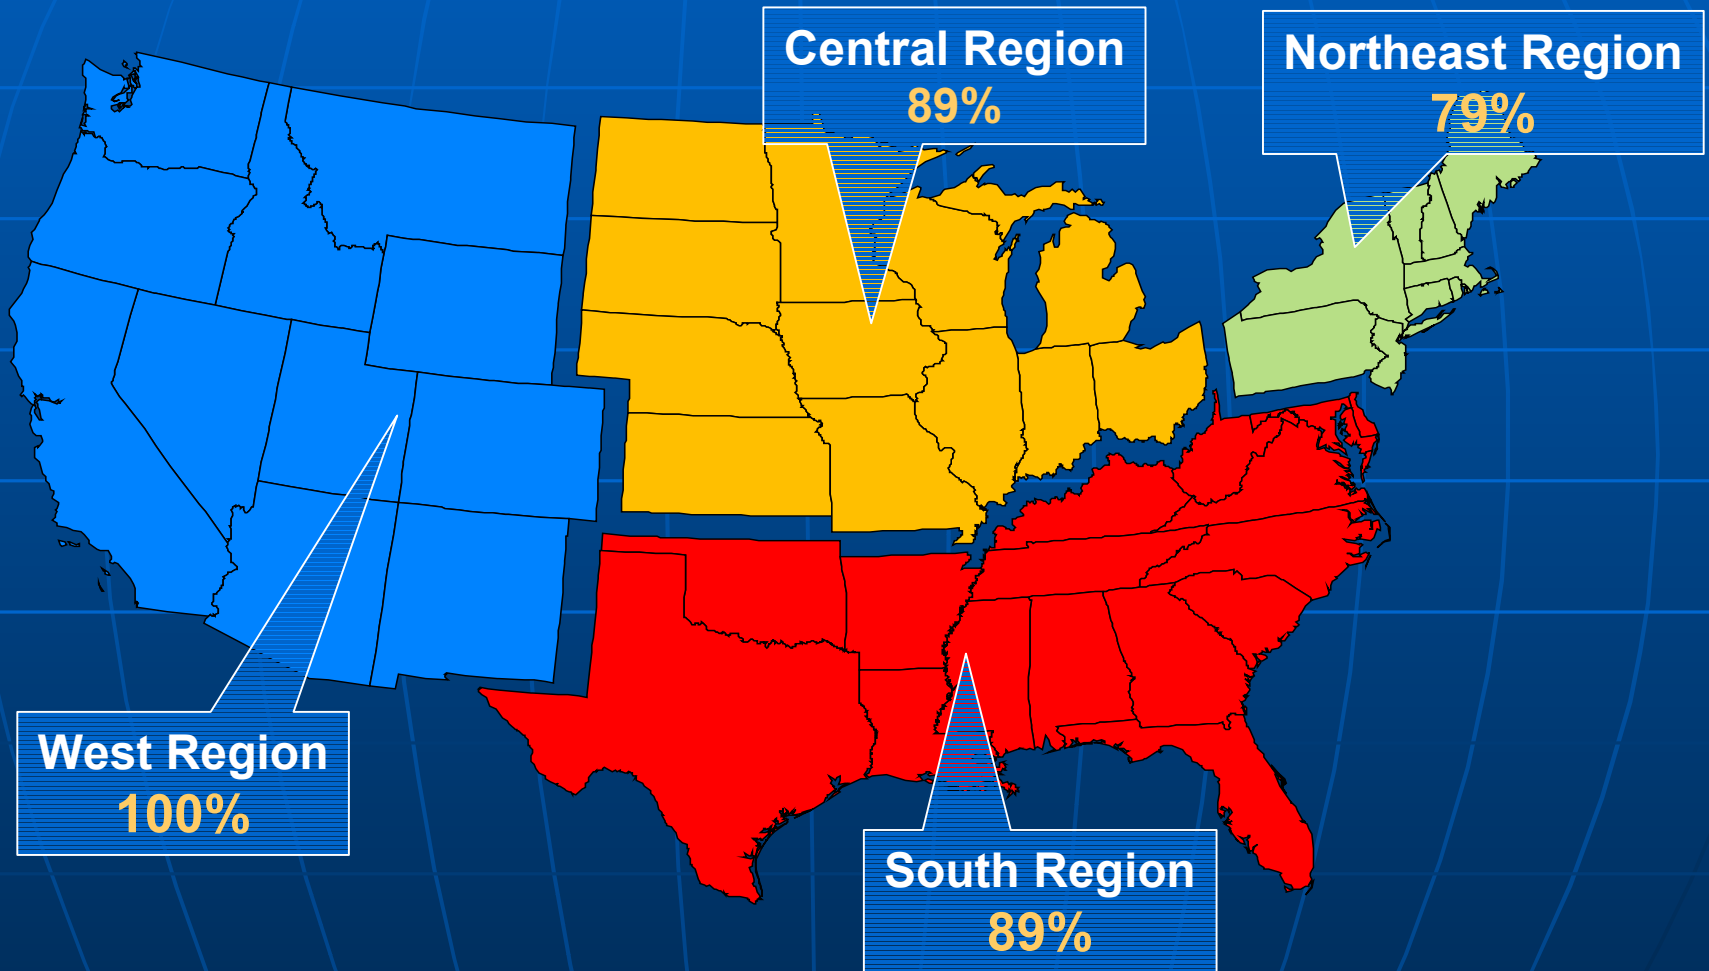 Central Region
89%
Northeast Region
79%
West Region
100%
South Region
89%